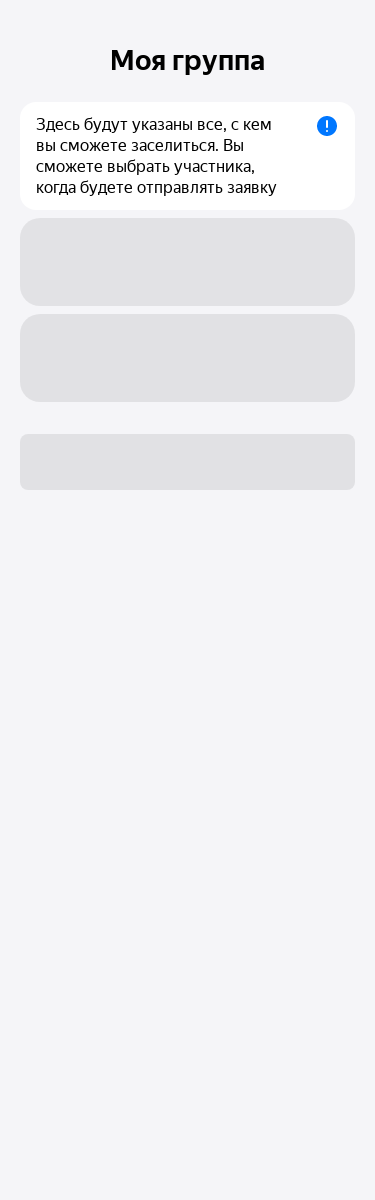 Моя группа
Здесь будут указаны все, с кем
вы сможете заселиться. Вы
сможете выбрать участника,
когда будете отправлять заявку